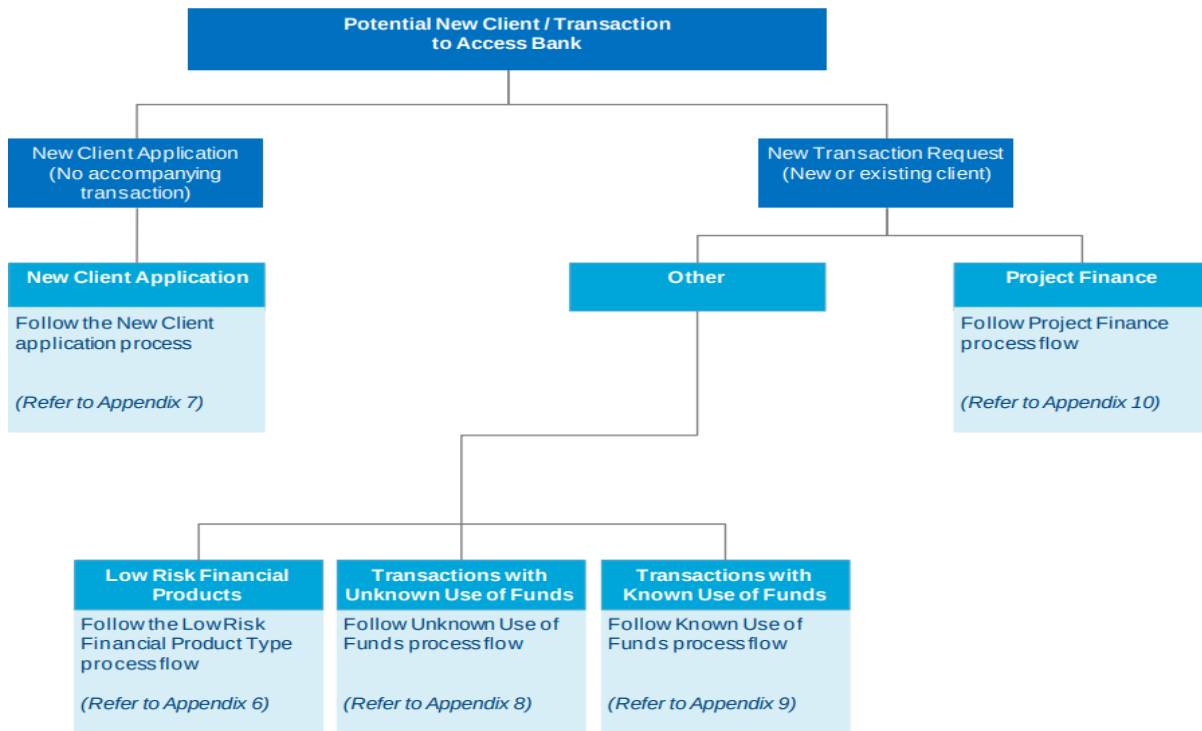 Potential New Client / Transaction
to Access Bank
New Client Application
(No accompanying
transaction)
New Transaction Request
(New or existing client)
New Client Application
Follow the New Client
application process
(Refer to Appendix 7)
Other
Project Finance
Follow Project Finance
process flow
(Refer to Appendix 10)
Low Risk Financial
Products
Follow the Low Risk
Financial Product Type
process flow
(Refer to Appendix 6)
Transactions with
Unknown Use of Funds
Follow Unknown Use of
Funds process flow
(Refer to Appendix 8)
Transactions with
Known Use of Funds
Follow Known Use of
Funds process flow
(Refer to Appendix 9)